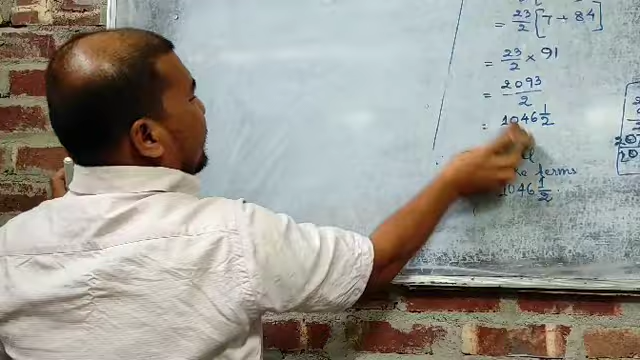 = 23/2 [7 + 84]
= 23/2 × 91
= 2093/2
= 1046 1/2
terms
1046 1/2